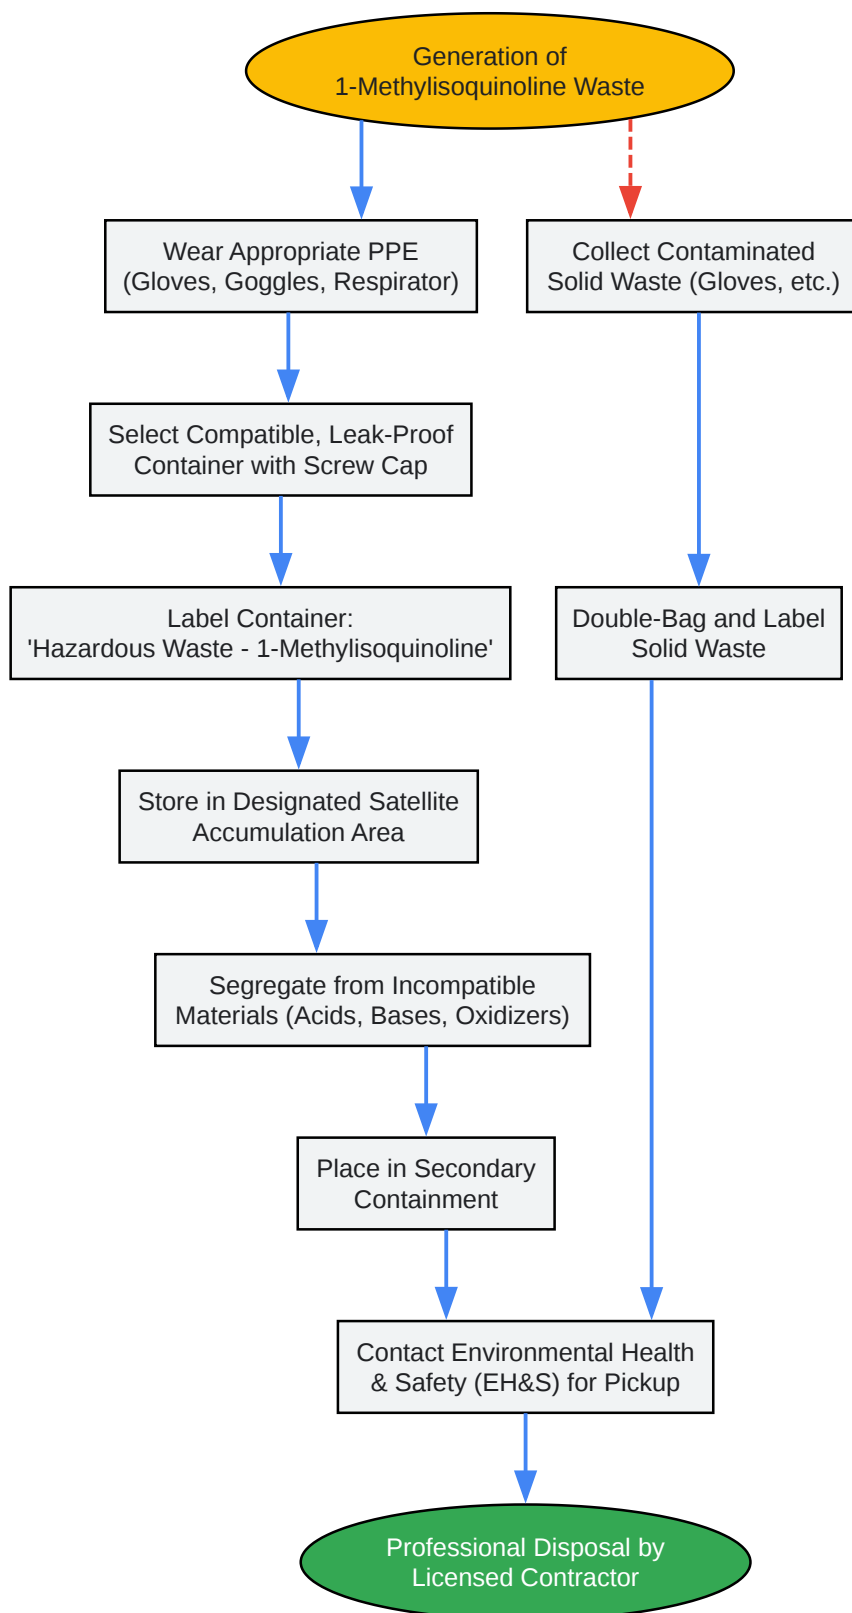 Generation of
1-Methylisoquinoline Waste
Wear Appropriate PPE
(Gloves, Goggles, Respirator)
Collect Contaminated
Solid Waste (Gloves, etc.)
Select Compatible, Leak-Proof
Container with Screw Cap
Label Container:
'Hazardous Waste - 1-Methylisoquinoline'
Double-Bag and Label
Solid Waste
Store in Designated Satellite
Accumulation Area
Segregate from Incompatible
Materials (Acids, Bases, Oxidizers)
Place in Secondary
Containment
Contact Environmental Health
& Safety (EH&S) for Pickup
Professional Disposal by
Licensed Contractor